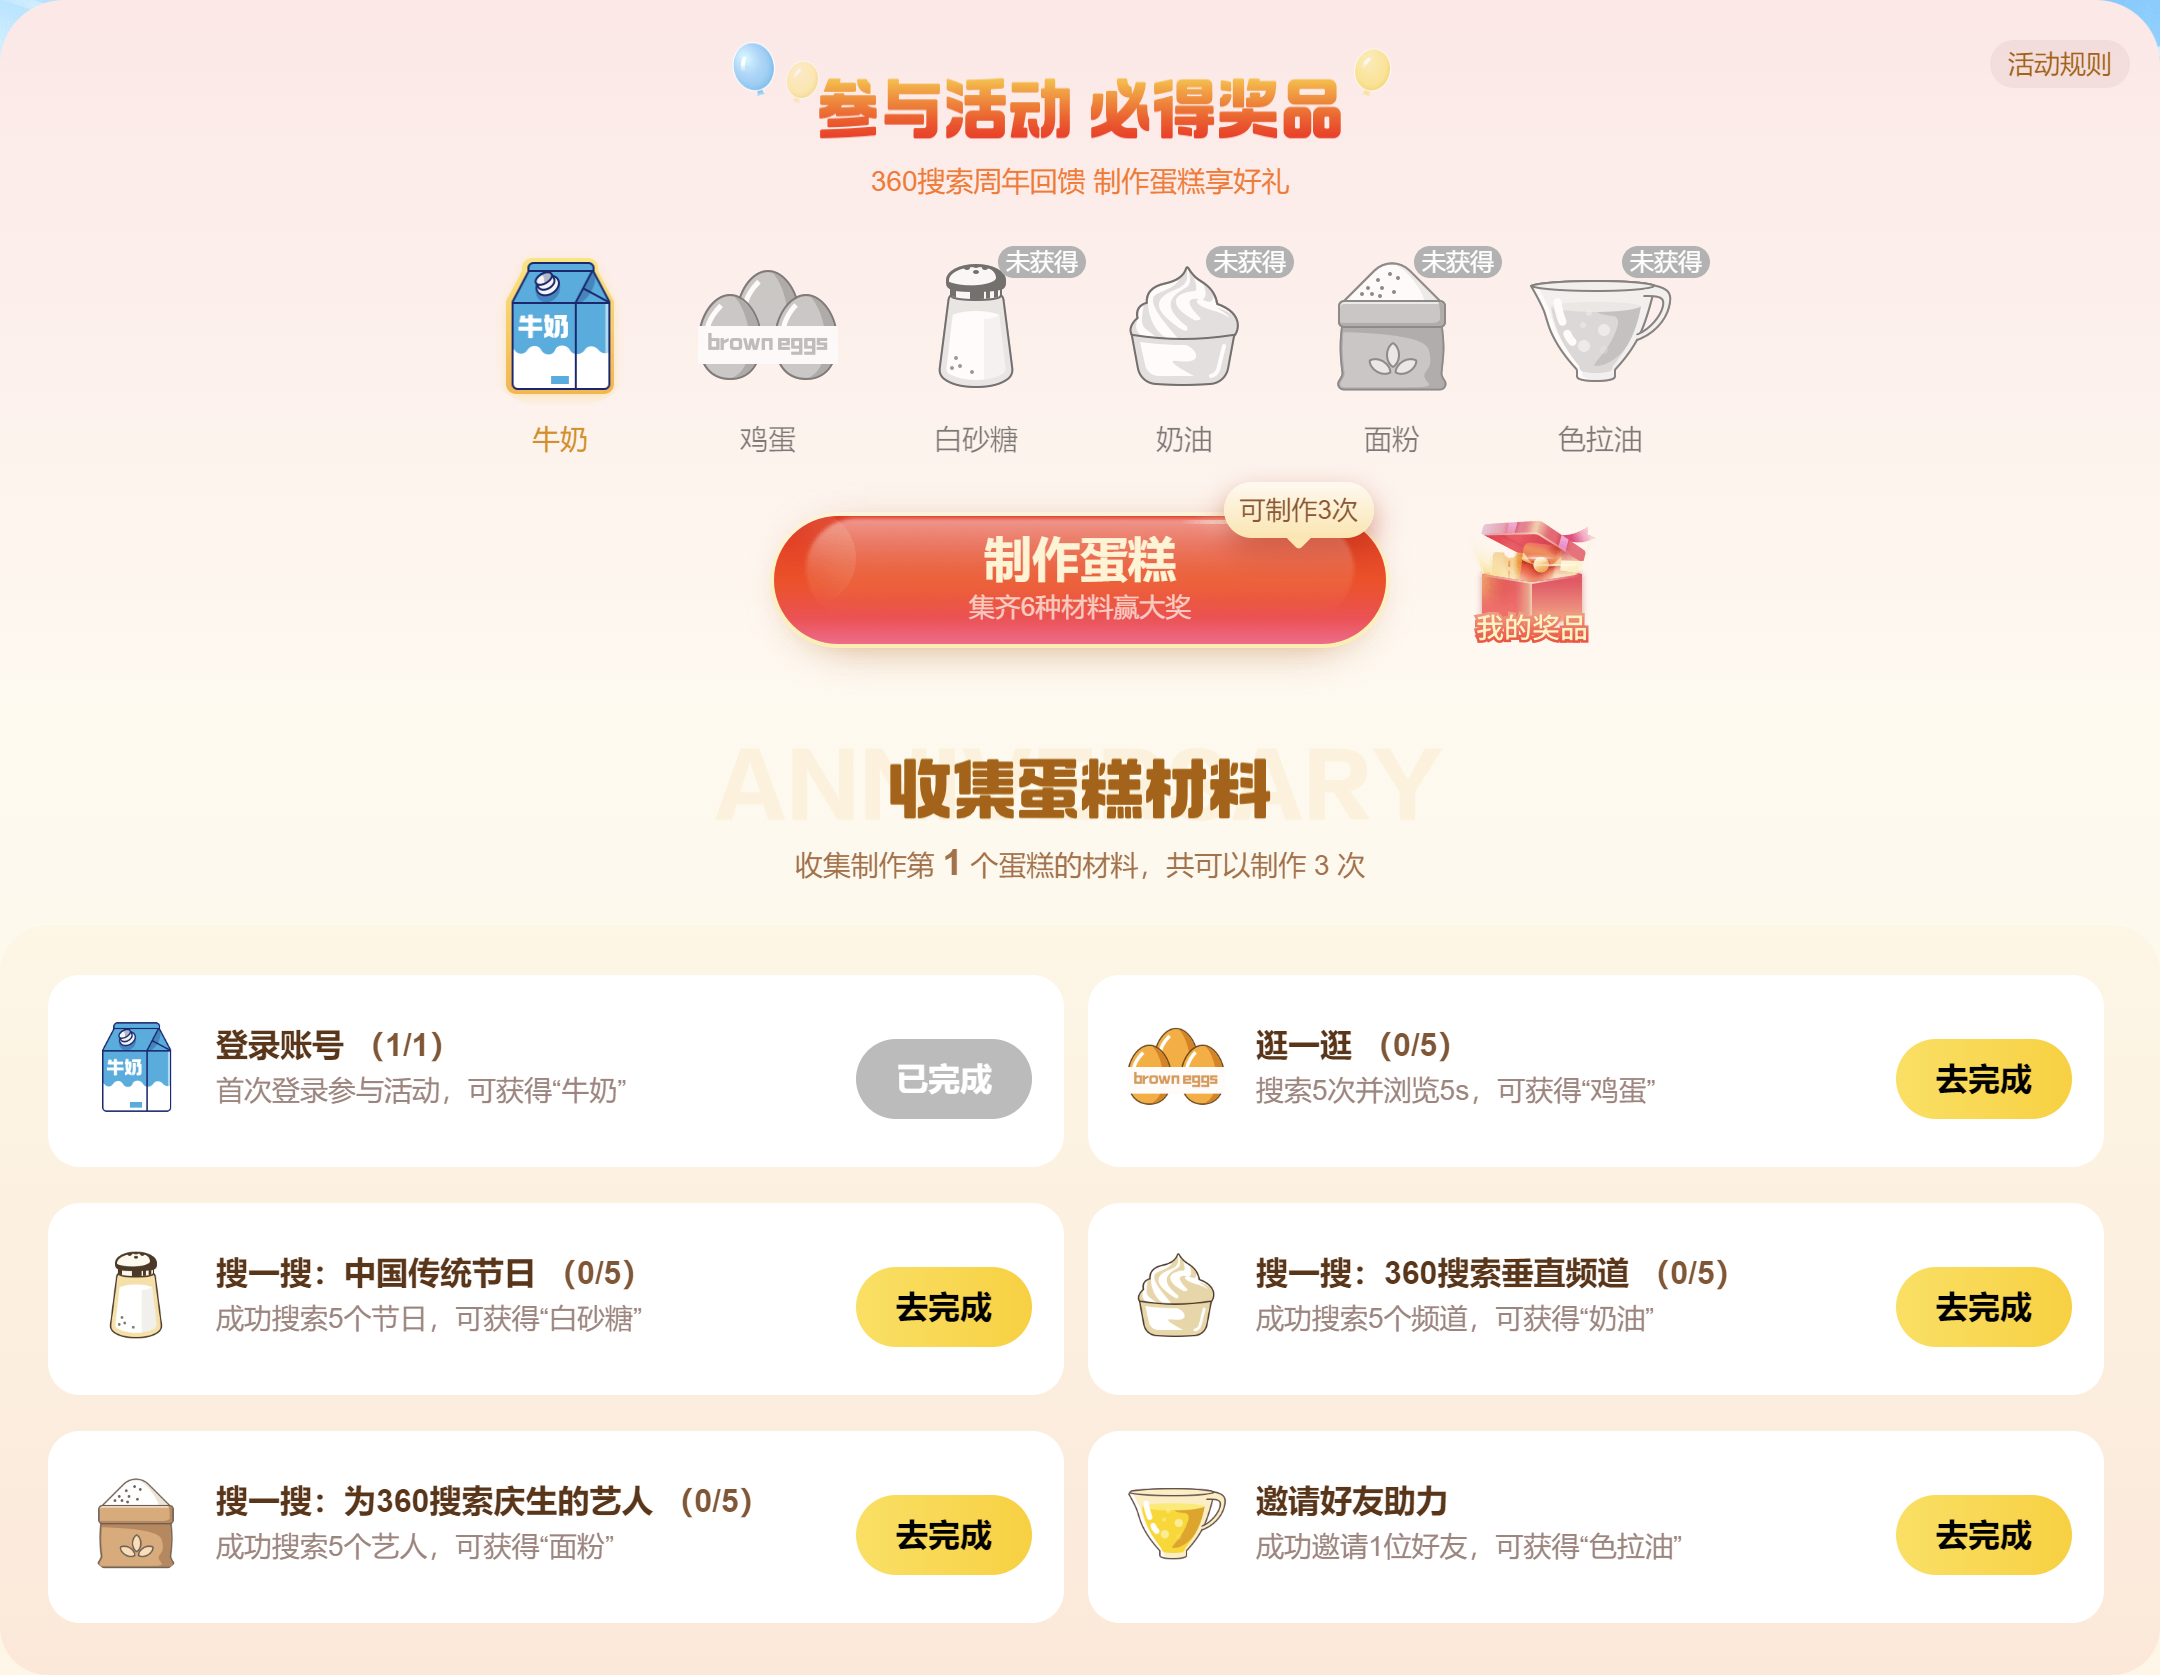 活动规则
参与活动 必得奖品
360搜索周年回馈 制作蛋糕享好礼
未获得
未获得
未获得
未获得
牛奶
brown eggs
牛奶
鸡蛋
白砂糖
奶油
面粉
色拉油
可制作3次
制作蛋糕
集齐6种材料赢大奖
我的奖品
ANNIVERSARY
收集蛋糕材料
收集制作第 1 个蛋糕的材料，共可以制作 3 次
牛奶
登录账号 （1/1）
首次登录参与活动，可获得“牛奶”
已完成
brown eggs
逛一逛 （0/5）
搜索5次并浏览5s，可获得“鸡蛋”
去完成
搜一搜：中国传统节日 （0/5）
成功搜索5个节日，可获得“白砂糖”
去完成
搜一搜：360搜索垂直频道 （0/5）
成功搜索5个频道，可获得“奶油”
去完成
搜一搜：为360搜索庆生的艺人 （0/5）
成功搜索5个艺人，可获得“面粉”
去完成
邀请好友助力
成功邀请1位好友，可获得“色拉油”
去完成